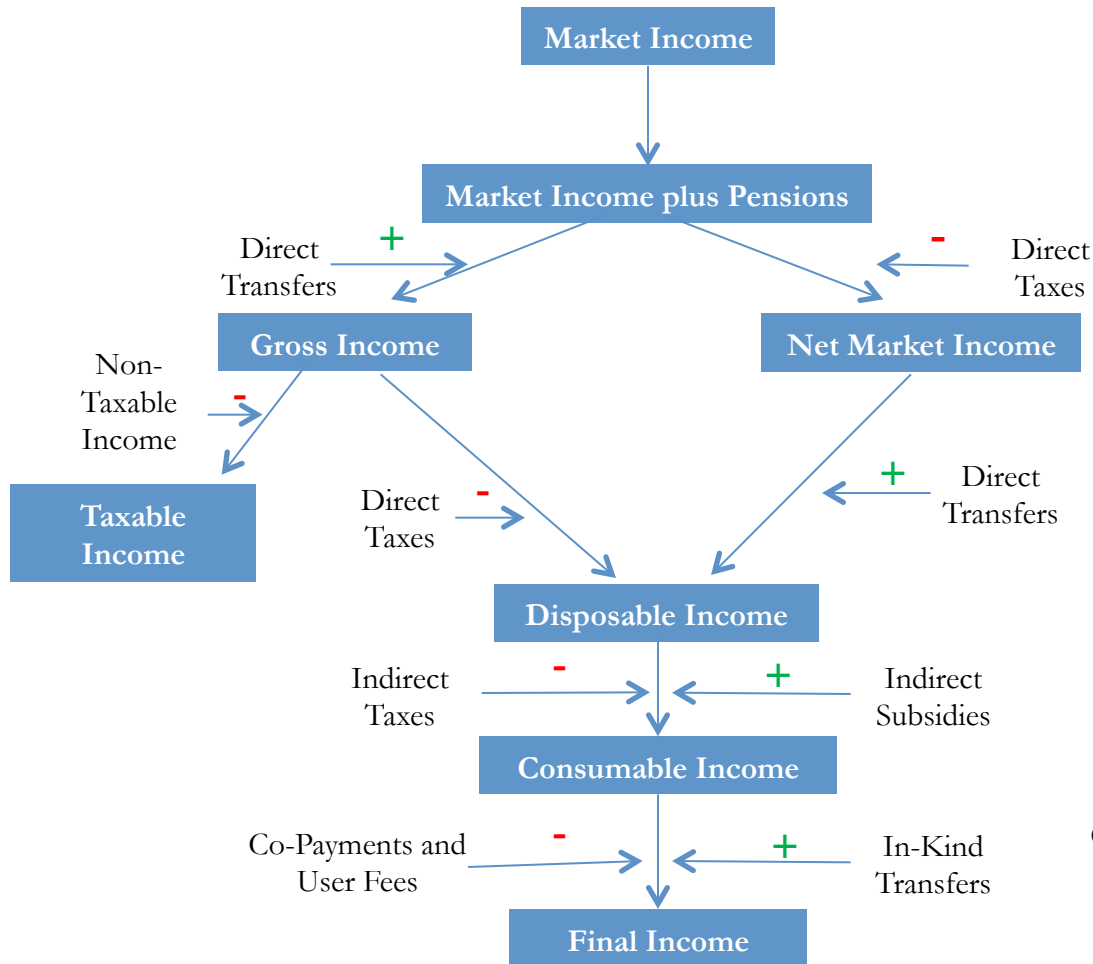 Market Income
Market Income plus Pensions
+
-
Direct
Transfers
Direct
Taxes
Gross Income
Net Market Income
Non-
Taxable
Income
-
Taxable
Income
Direct
Taxes
-
+
Direct
Transfers
Disposable Income
Indirect
Taxes
-
+
Indirect
Subsidies
Consumable Income
Co-Payments and
User Fees
-
+
In-Kind
Transfers
Final Income